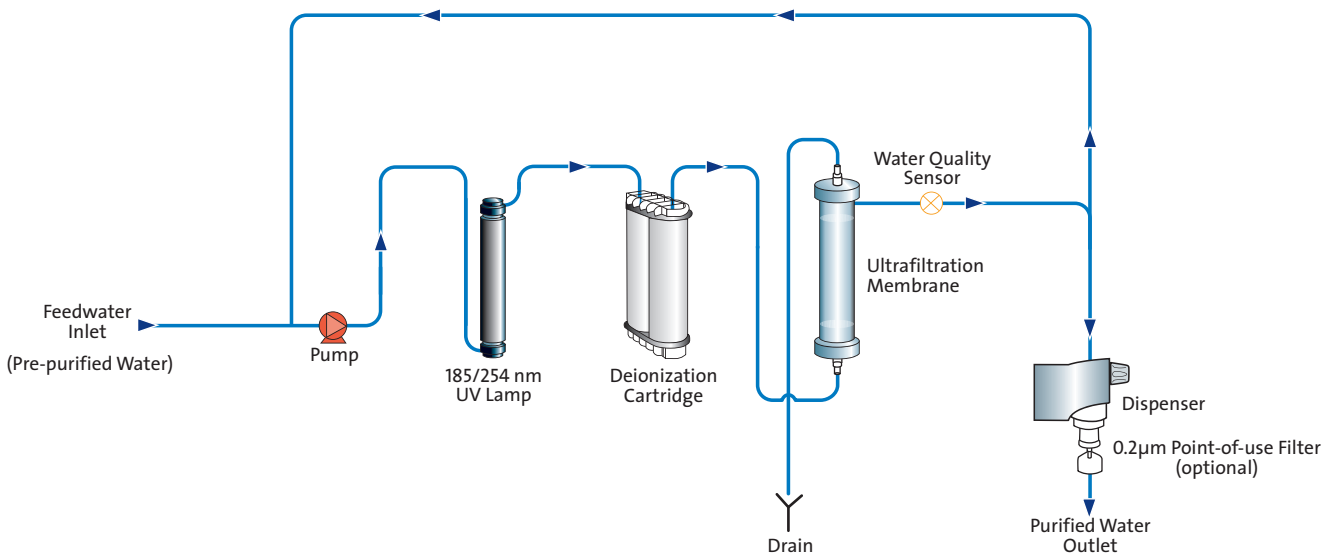 Water Quality
Sensor
Ultrafiltration
Membrane
Feedwater
Inlet
(Pre-purified Water)
Pump
185/254 nm
UV Lamp
Deionization
Cartridge
Dispenser
0.2µm Point-of-use Filter
(optional)
Drain
Purified Water
Outlet